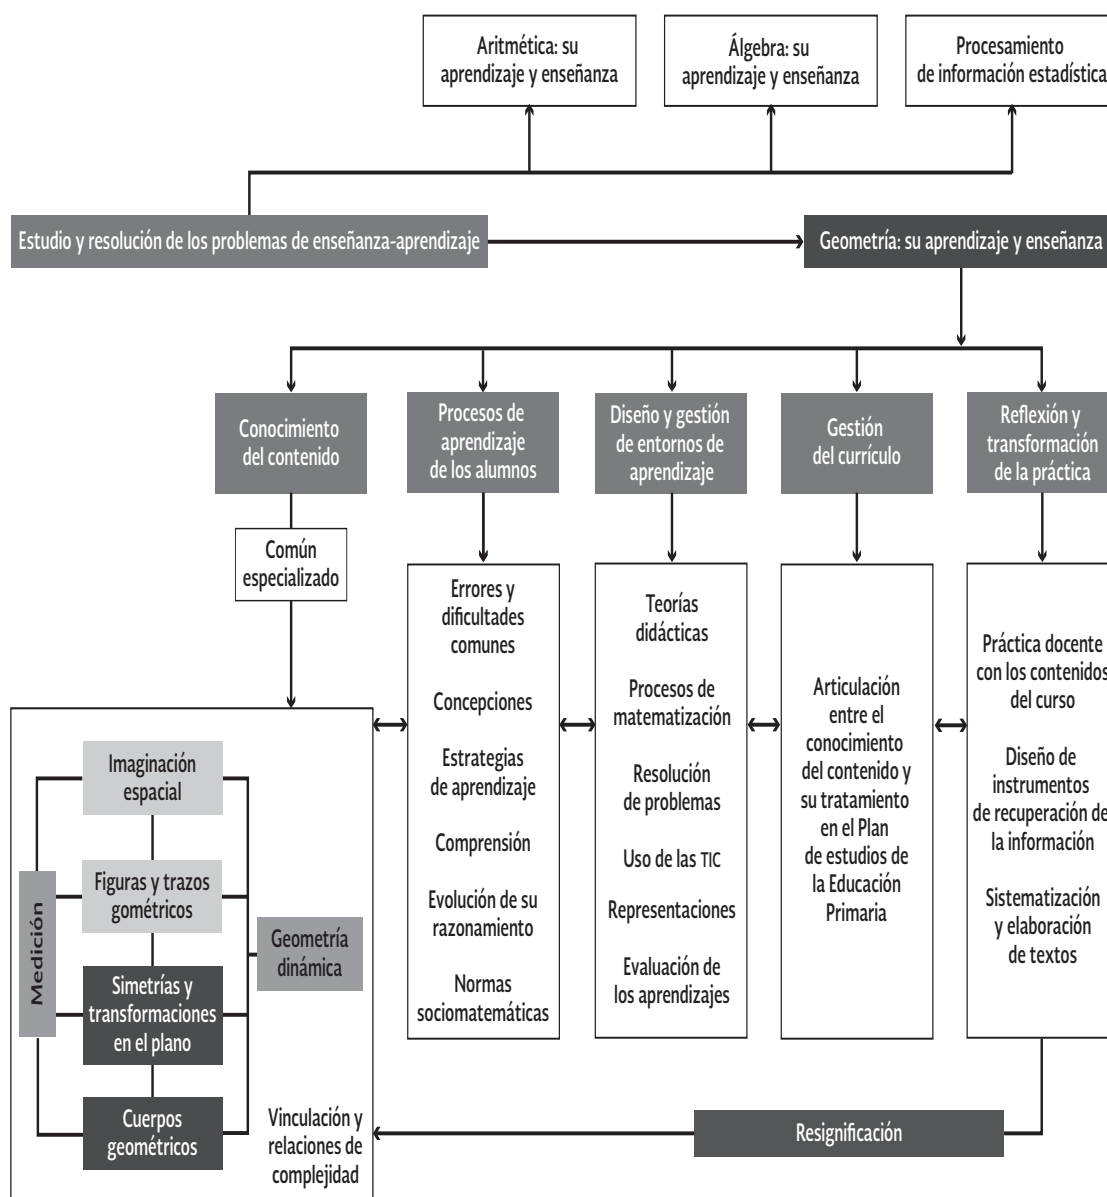 Aritmética: su
aprendizaje y enseñanza
Álgebra: su
aprendizaje y enseñanza
Procesamiento
de información estadística
Estudio y resolución de los problemas de enseñanza-aprendizaje
Geometría: su aprendizaje y enseñanza
Conocimiento
del contenido
Procesos de
aprendizaje
de los alumnos
Diseño y gestión
de entornos de
aprendizaje
Gestión
del currículo
Reflexión y
transformación
de la práctica
Común
especializado
Errores y
dificultades
comunes
Concepciones
Estrategias
de aprendizaje
Comprensión
Evolución de su
razonamiento
Normas
sociomatemáticas
Teorías
didácticas
Procesos de
matematización
Resolución
de problemas
Uso de las TIC
Representaciones
Evaluación de
los aprendizajes
Articulación
entre el
conocimiento
del contenido y
su tratamiento
en el Plan
de estudios de
la Educación
Primaria
Práctica docente
con los contenidos
del curso
Diseño de
instrumentos
de recuperación de
la información
Sistematización
y elaboración
de textos
Medición
Imaginación
espacial
Figuras y trazos
gométricos
Simetrías y
transformaciones
en el plano
Cuerpos
geométricos
Geometría
dinámica
Vinculación y
relaciones de
complejidad
Resignificación